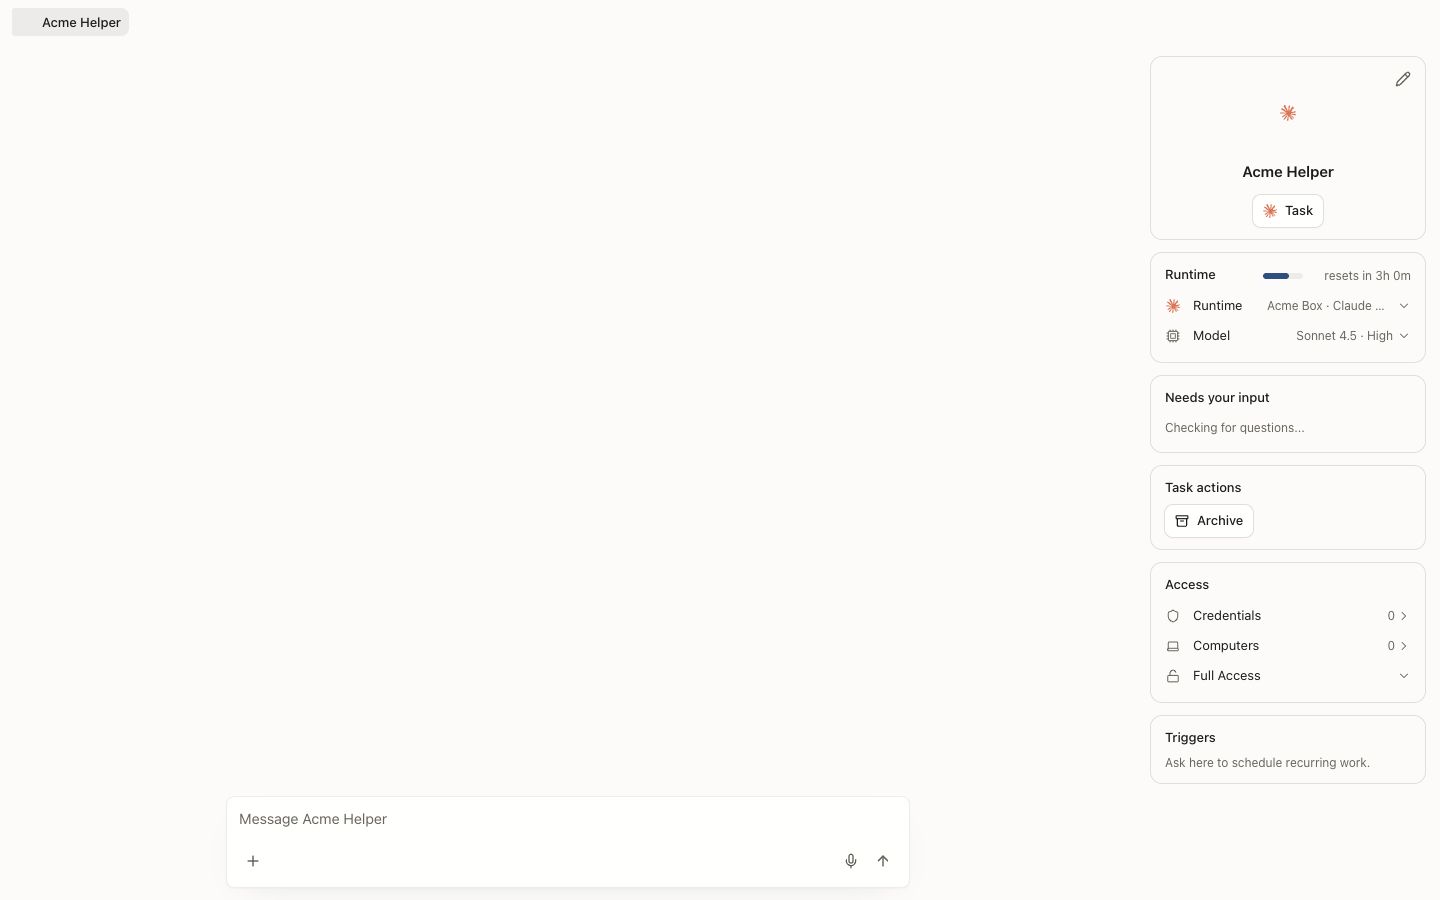 Acme Helper
Acme Helper
Task
Runtime
resets in 3h 0m
Runtime
Acme Box · Claude ...
Model
Sonnet 4.5 · High
Needs your input
Checking for questions...
Task actions
Archive
Access
Credentials
0
Computers
0
Full Access
Triggers
Ask here to schedule recurring work.
Message Acme Helper